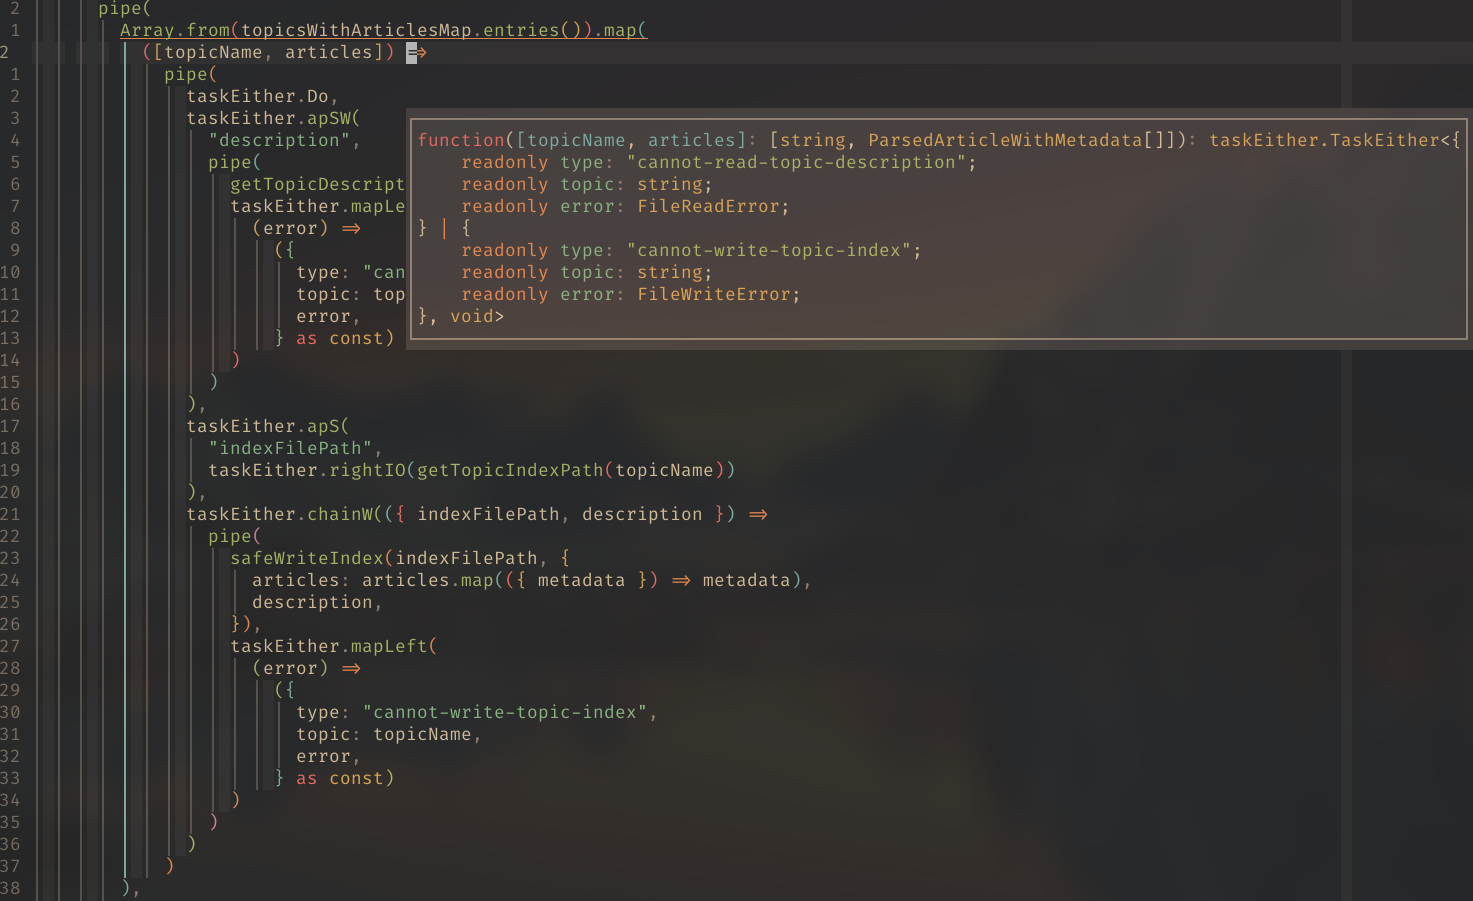 2 pipe(
1 Array.from(topicsWithArticlesMap.entries()).map(
2 ([topicName, articles]) =>
1 pipe(
2 taskEither.Do,
3 taskEither.apSW(
4 "description",
5 pipe(
6 getTopicDescript
7 taskEither.mapLe
8 (error) =>
9 ({
10 type: "can
11 topic: top
12 error,
13 } as const)
14 )
15 )
16 ),
17 taskEither.apS(
18 "indexFilePath",
19 taskEither.rightIO(getTopicIndexPath(topicName))
20 ),
21 taskEither.chainW(({ indexFilePath, description }) =>
22 pipe(
23 safeWriteIndex(indexFilePath, {
24 articles: articles.map(({ metadata }) => metadata),
25 description,
26 }),
27 taskEither.mapLeft(
28 (error) =>
29 ({
30 type: "cannot-write-topic-index",
31 topic: topicName,
32 error,
33 } as const)
34 )
35 )
36 )
37 )
38 ),
function([topicName, articles]: [string, ParsedArticleWithMetadata[]]): taskEither.TaskEither<{
readonly type: "cannot-read-topic-description";
readonly topic: string;
readonly error: FileReadError;
} | {
readonly type: "cannot-write-topic-index";
readonly topic: string;
readonly error: FileWriteError;
}, void>